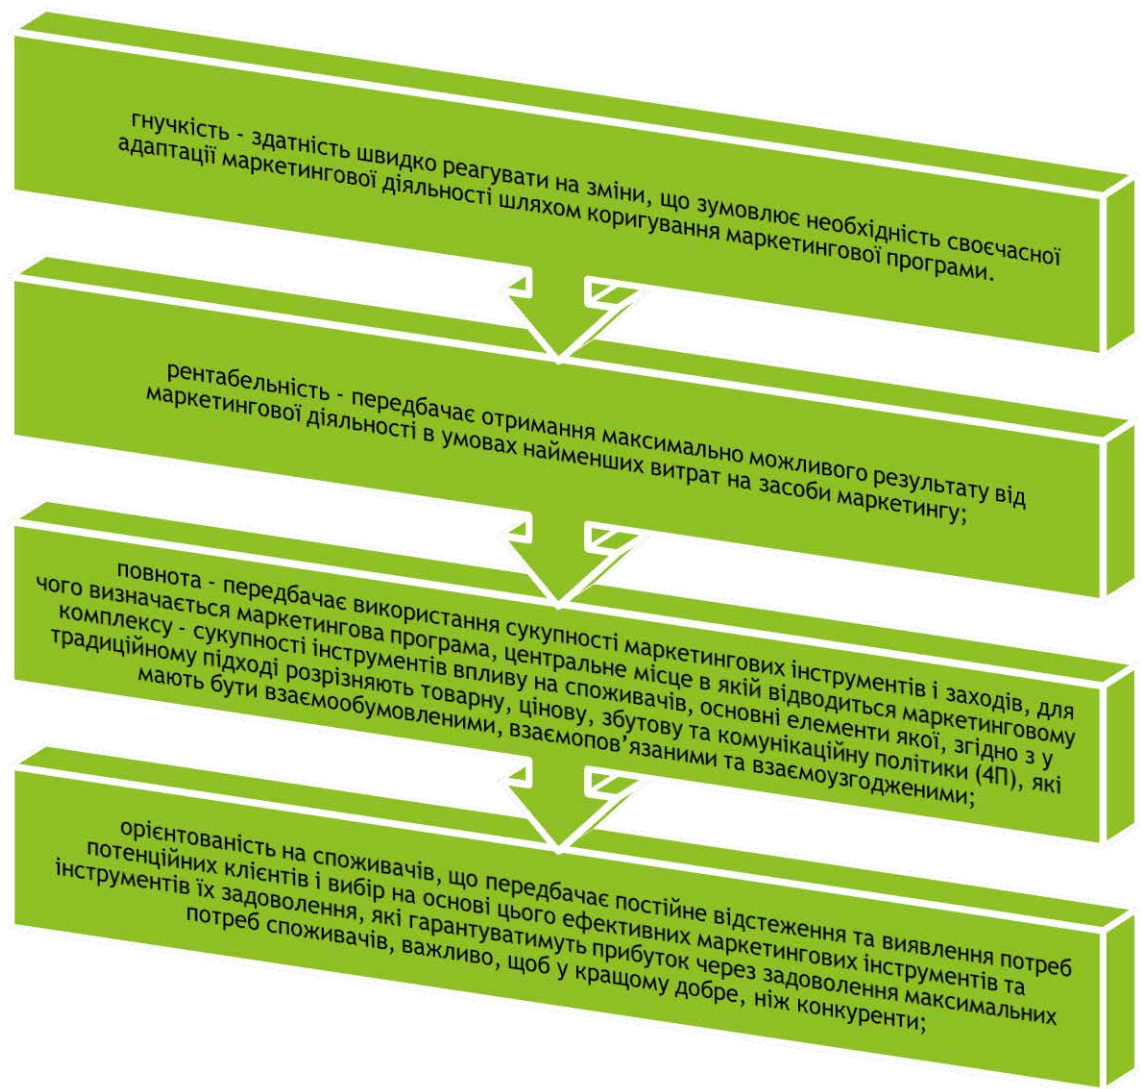 гнучкість - здатність швидко реагувати на зміни, що зумовлює необхідність своєчасної
адаптації маркетингової діяльності шляхом коригування маркетингової програми.
рентабельність - передбачає отримання максимально можливого результату від
маркетингової діяльності в умовах найменших витрат на засоби маркетингу;
повнота - передбачає використання сукупності маркетингових інструментів і заходів, для
чого визначається маркетингова програма, центральне місце в якій відводиться маркетинговому
комплексу - сукупності інструментів впливу на споживачів, основні елементи якої, згідно з у
традиційному підході розрізняють товарну, цінову, збутову та комунікаційну політики (4П), які
мають бути взаємообумовленими, взаємопов’язаними та взаємоузгодженими;
орієнтованість на споживачів, що передбачає постійне відстеження та виявлення потреб
потенційних клієнтів і вибір на основі цього ефективних маркетингових інструментів та
інструментів їх задоволення, які гарантуватимуть прибуток через задоволення максимальних
потреб споживачів, важливо, щоб у кращому добре, ніж конкуренти;